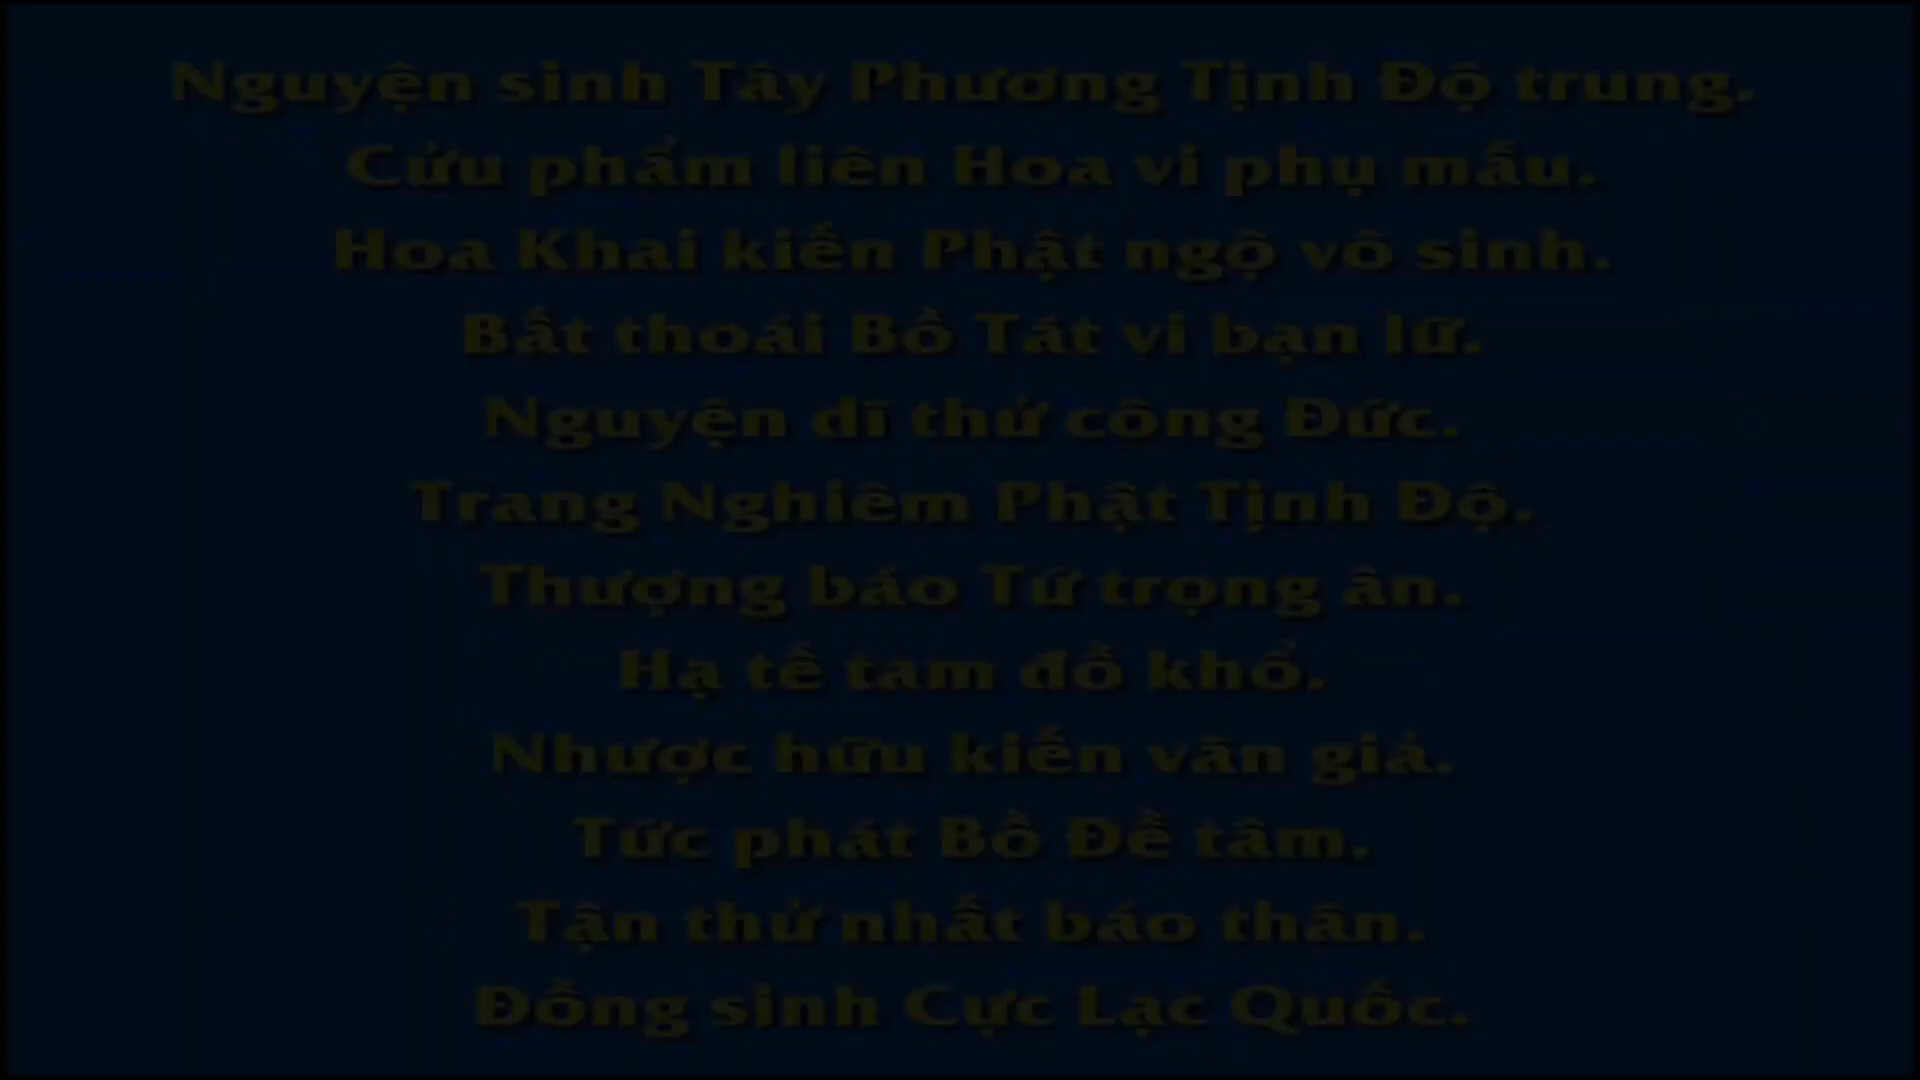 Nguyện sinh Tây Phương Tịnh Độ trung.
Cửu phẩm liên Hoa vi phụ mẫu.
Hoa Khai kiến Phật ngộ vô sinh.
Bất thoái Bồ Tát vi bạn lữ.
Nguyện dĩ thử công Đức.
Trang Nghiêm Phật Tịnh Độ.
Thượng báo Tứ trọng ân.
Hạ tế tam đồ khổ.
Nhược hữu kiến văn giả.
Tức phát Bồ Đề tâm.
Tận thử nhất báo thân.
Đồng sinh Cực Lạc Quốc.